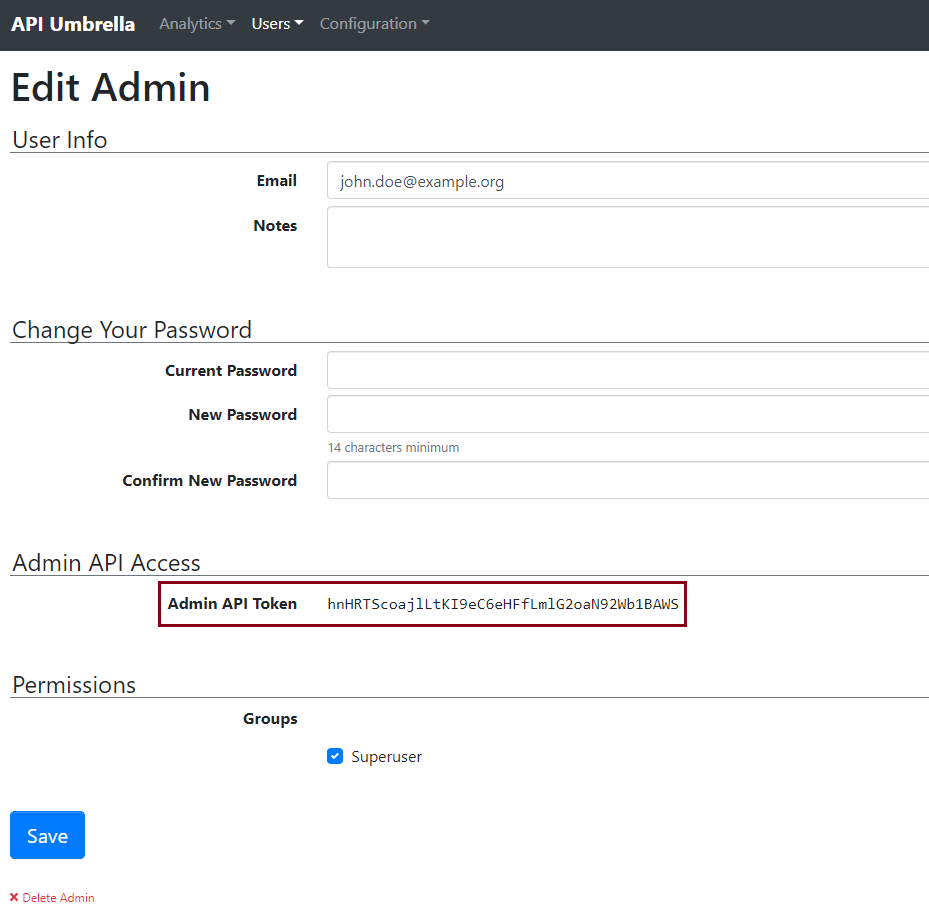 API Umbrella Analytics Users Configuration
Edit Admin
User Info
Email john.doe@example.org
Notes
Change Your Password
Current Password
New Password
14 characters minimum
Confirm New Password
Admin API Access
Admin API Token hnHRTScoajlLtKI9eC6eHFfLmlG2oaN92Wb1BAWS
Permissions
Groups
Superuser
Save
Delete Admin